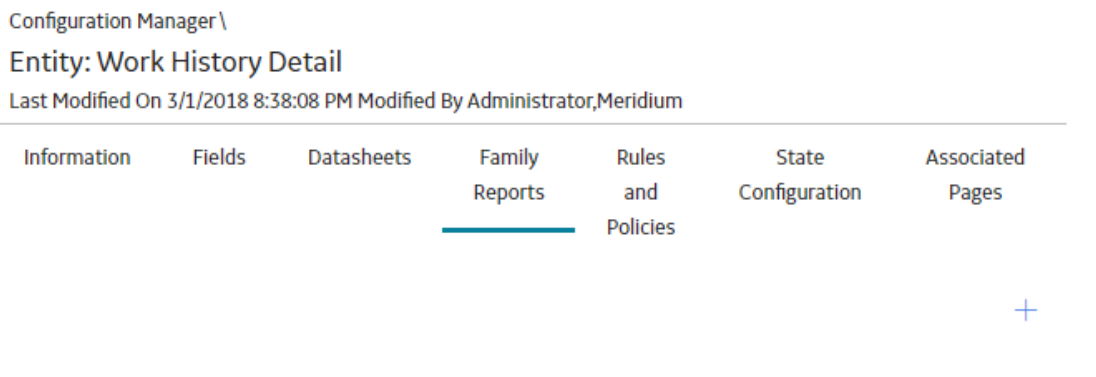 Configuration Manager\
Entity: Work History Detail
Last Modified On 3/1/2018 8:38:08 PM Modified By Administrator,Meridium
Information
Fields
Datasheets
Family
Reports
Rules
and
Policies
State
Configuration
Associated
Pages